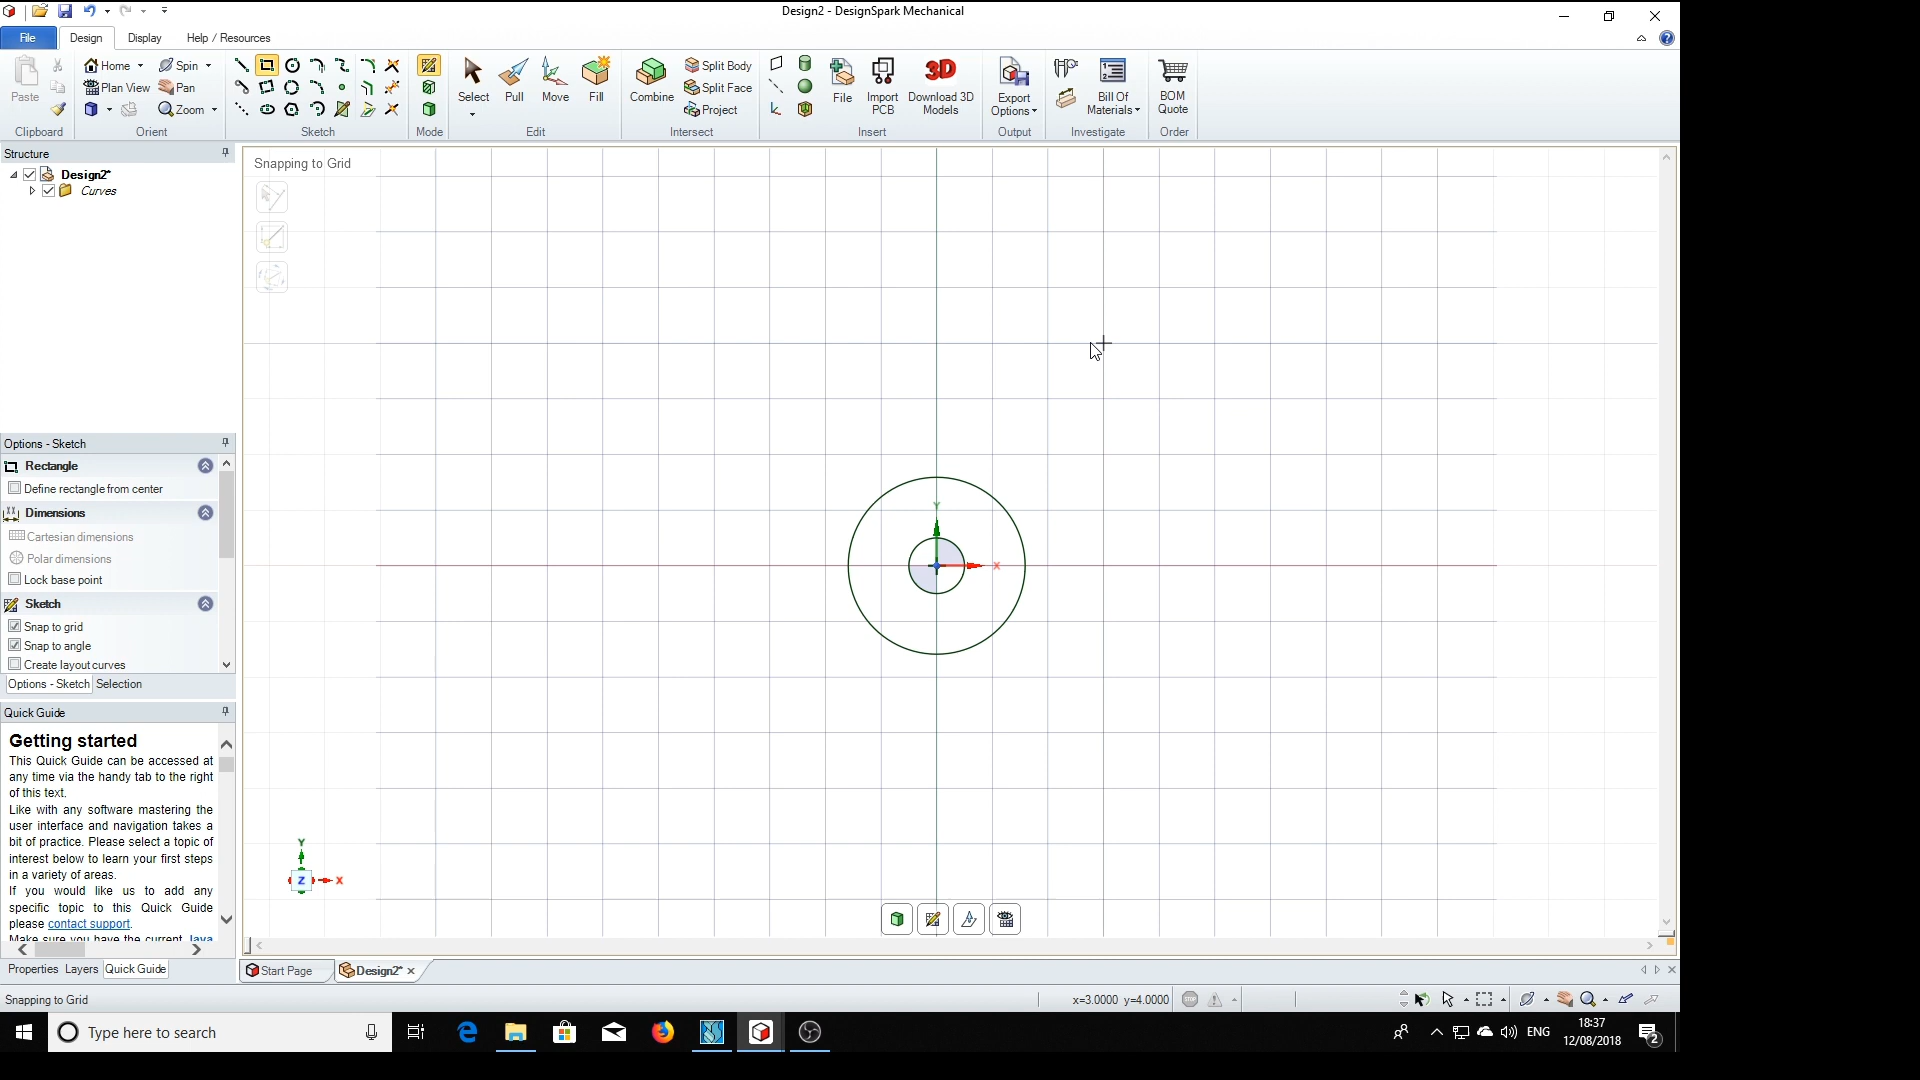 Design2 - DesignSpark Mechanical
File Design Display Help / Resources
Paste
Clipboard
Home Spin
Plan View Pan
Zoom
Orient
Sketch
Mode
Select Pull Move Fill
Edit
Combine Split Body
Split Face
Project
Intersect
File Import PCB Download 3D Models
3D
Insert
Export Options
Output
Bill Of Materials
Investigate
BOM Quote
Order
Structure
Design2*
Curves
Snapping to Grid
Options - Sketch
Rectangle
Define rectangle from center
Dimensions
Cartesian dimensions
Polar dimensions
Lock base point
Sketch
Snap to grid
Snap to angle
Create layout curves
Options - Sketch Selection
Quick Guide
Getting started
This Quick Guide can be accessed at
any time via the handy tab to the right
of this text.
Like with any software mastering the
user interface and navigation takes a
bit of practice. Please select a topic of
interest below to learn your first steps
in a variety of areas.
If you would like us to add any
specific topic to this Quick Guide
please contact support.
Make sure you have the current Java
Properties Layers Quick Guide
Y
X
Y
Z X
Start Page Design2*
Snapping to Grid
x=3.0000 y=4.0000
Type here to search
ENG
18:37
12/08/2018
2